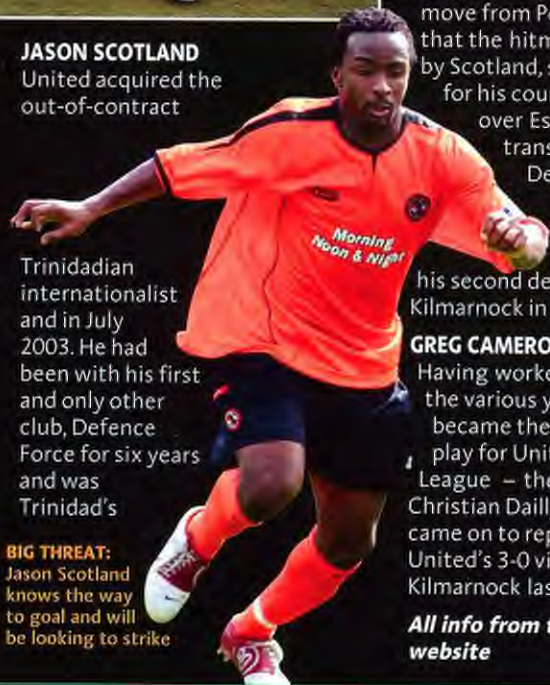 JASON SCOTLAND
United acquired the
out-of-contract
Trinidadian
internationalist
and in July
2003. He had
been with his first
and only other
club, Defence
Force for six years
and was
Trinidad's
BIG THREAT:
Jason Scotland
knows the way
to goal and will
be looking to strike
Morning
Noon & Night
move from
that the hitm
by Scotland,
for his cou
over Es
trans
De
his second de
Kilmarnock in
GREG CAMERO
Having worke
the various y
became the
play for Unit
League – the
Christian Daill
came on to rep
United's 3-0 vi
Kilmarnock las
All info from t
website